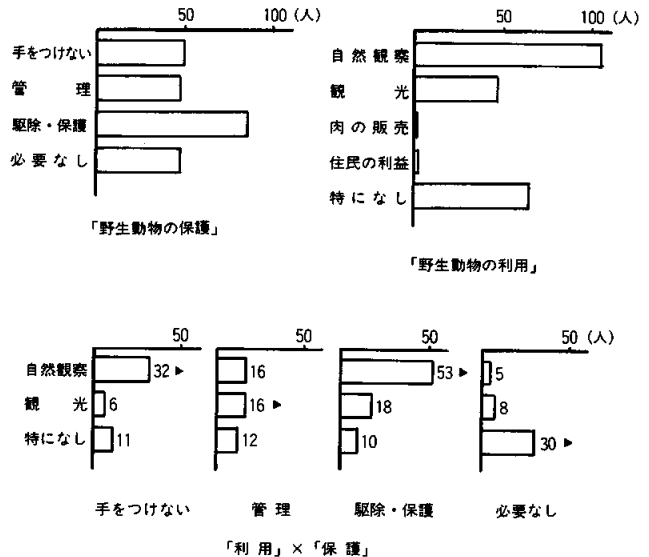 50 100 (人)
手をつけない
管理
駆除・保護
必要なし
「野生動物の保護」
50 100 (人)
自然観察
観光
肉の販売
住民の利益
特になし
「野生動物の利用」
50 50 50 50 (人)
自然観察 32 ▶ 16 53 ▶ 5
観光 6 16 ▶ 18 8
特になし 11 12 10 30 ▶
手をつけない 管理 駆除・保護 必要なし
「利用」×「保護」